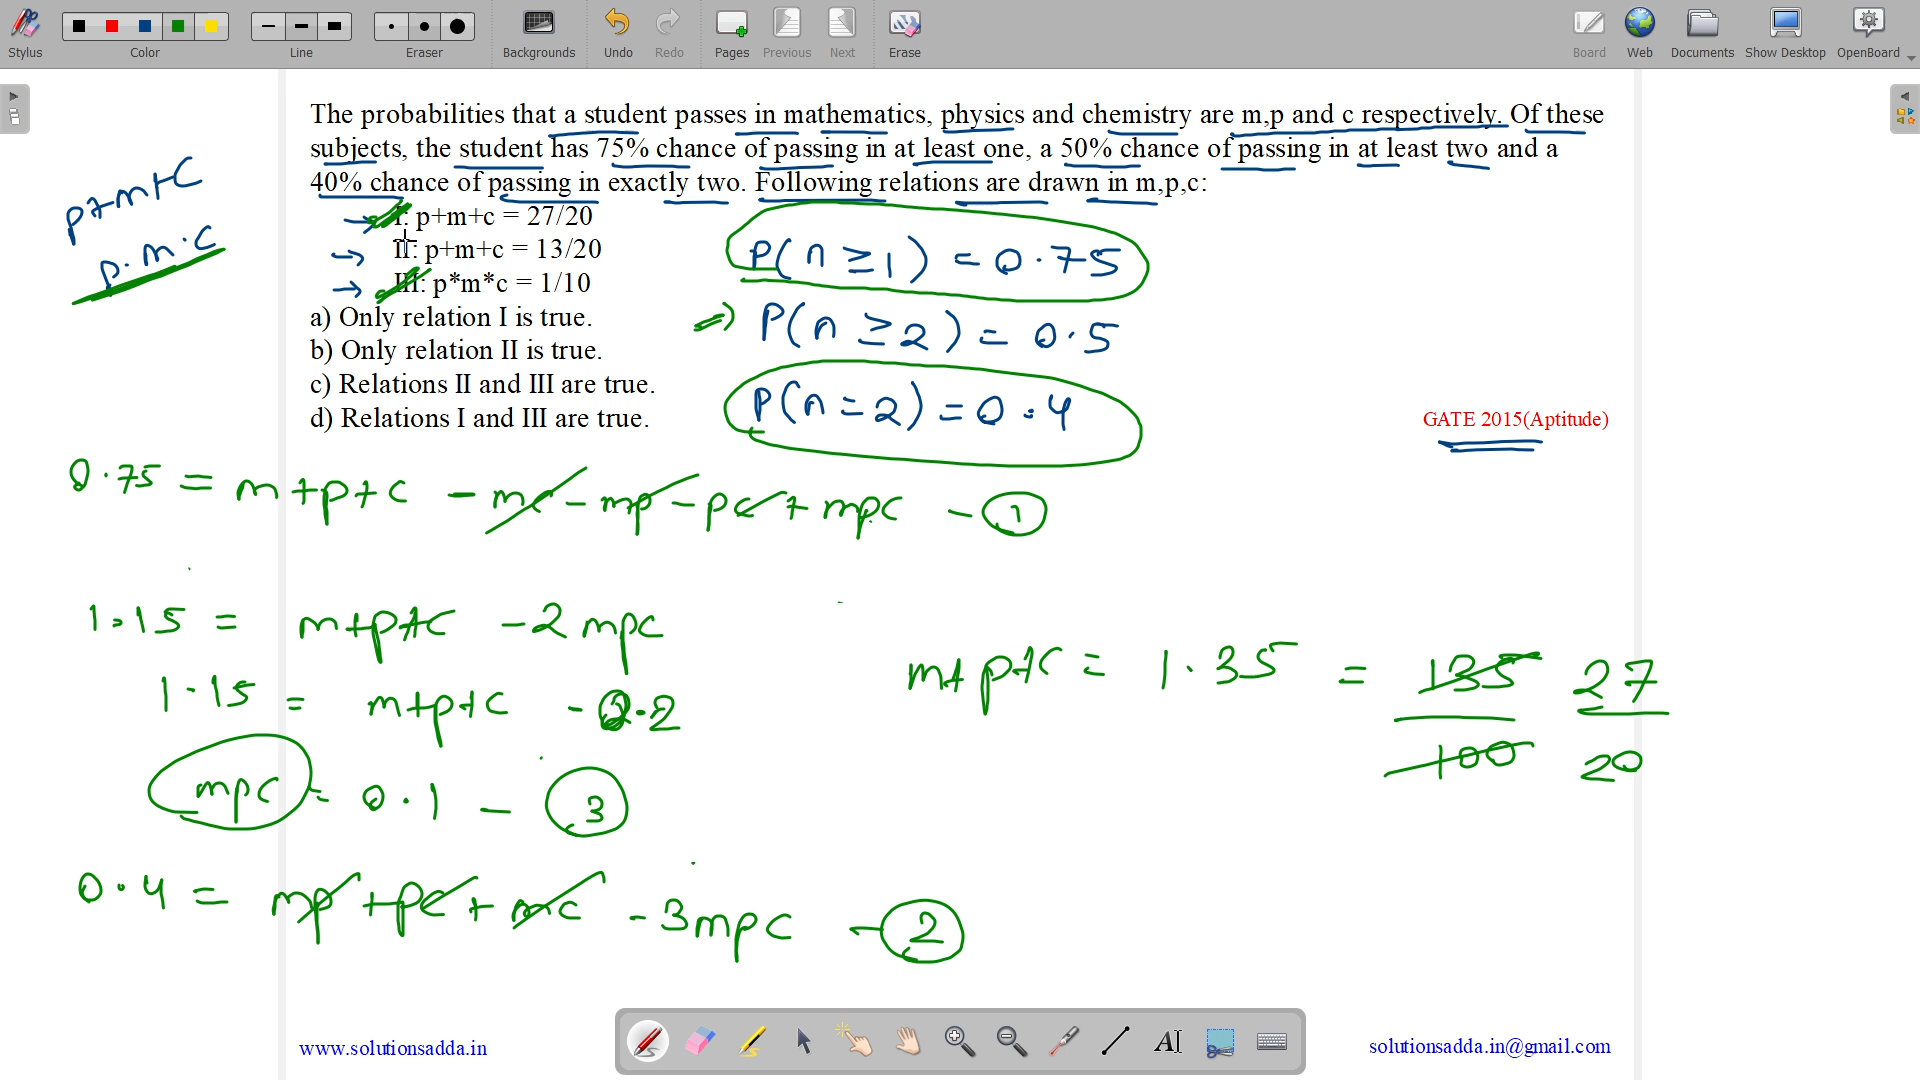 Stylus Color Line Eraser Backgrounds Undo Redo Pages Previous Next Erase Board Web Documents Show Desktop OpenBoard
The probabilities that a student passes in mathematics, physics and chemistry are m,p and c respectively. Of these
subjects, the student has 75% chance of passing in at least one, a 50% chance of passing in at least two and a
40% chance of passing in exactly two. Following relations are drawn in m,p,c:
I: p+m+c = 27/20
II: p+m+c = 13/20
III: p*m*c = 1/10
a) Only relation I is true.
b) Only relation II is true.
c) Relations II and III are true.
d) Relations I and III are true.
p+m+c
p.m.c
P(n ≥ 1) = 0.75
⇒ P(n ≥ 2) = 0.5
P(n = 2) = 0.4
GATE 2015(Aptitude)
0.75 = m+p+c - mc - mp - pc + mpc - ①
1.15 = m+p+c - 2 mpc
1.15 = m+p+c - 0.2
m+p+c = 1.35 = 135/100 27/20
mpc = 0.1 - ③
0.4 = mp + pc + mc - 3mpc - ②
www.solutionsadda.in
solutionsadda.in@gmail.com